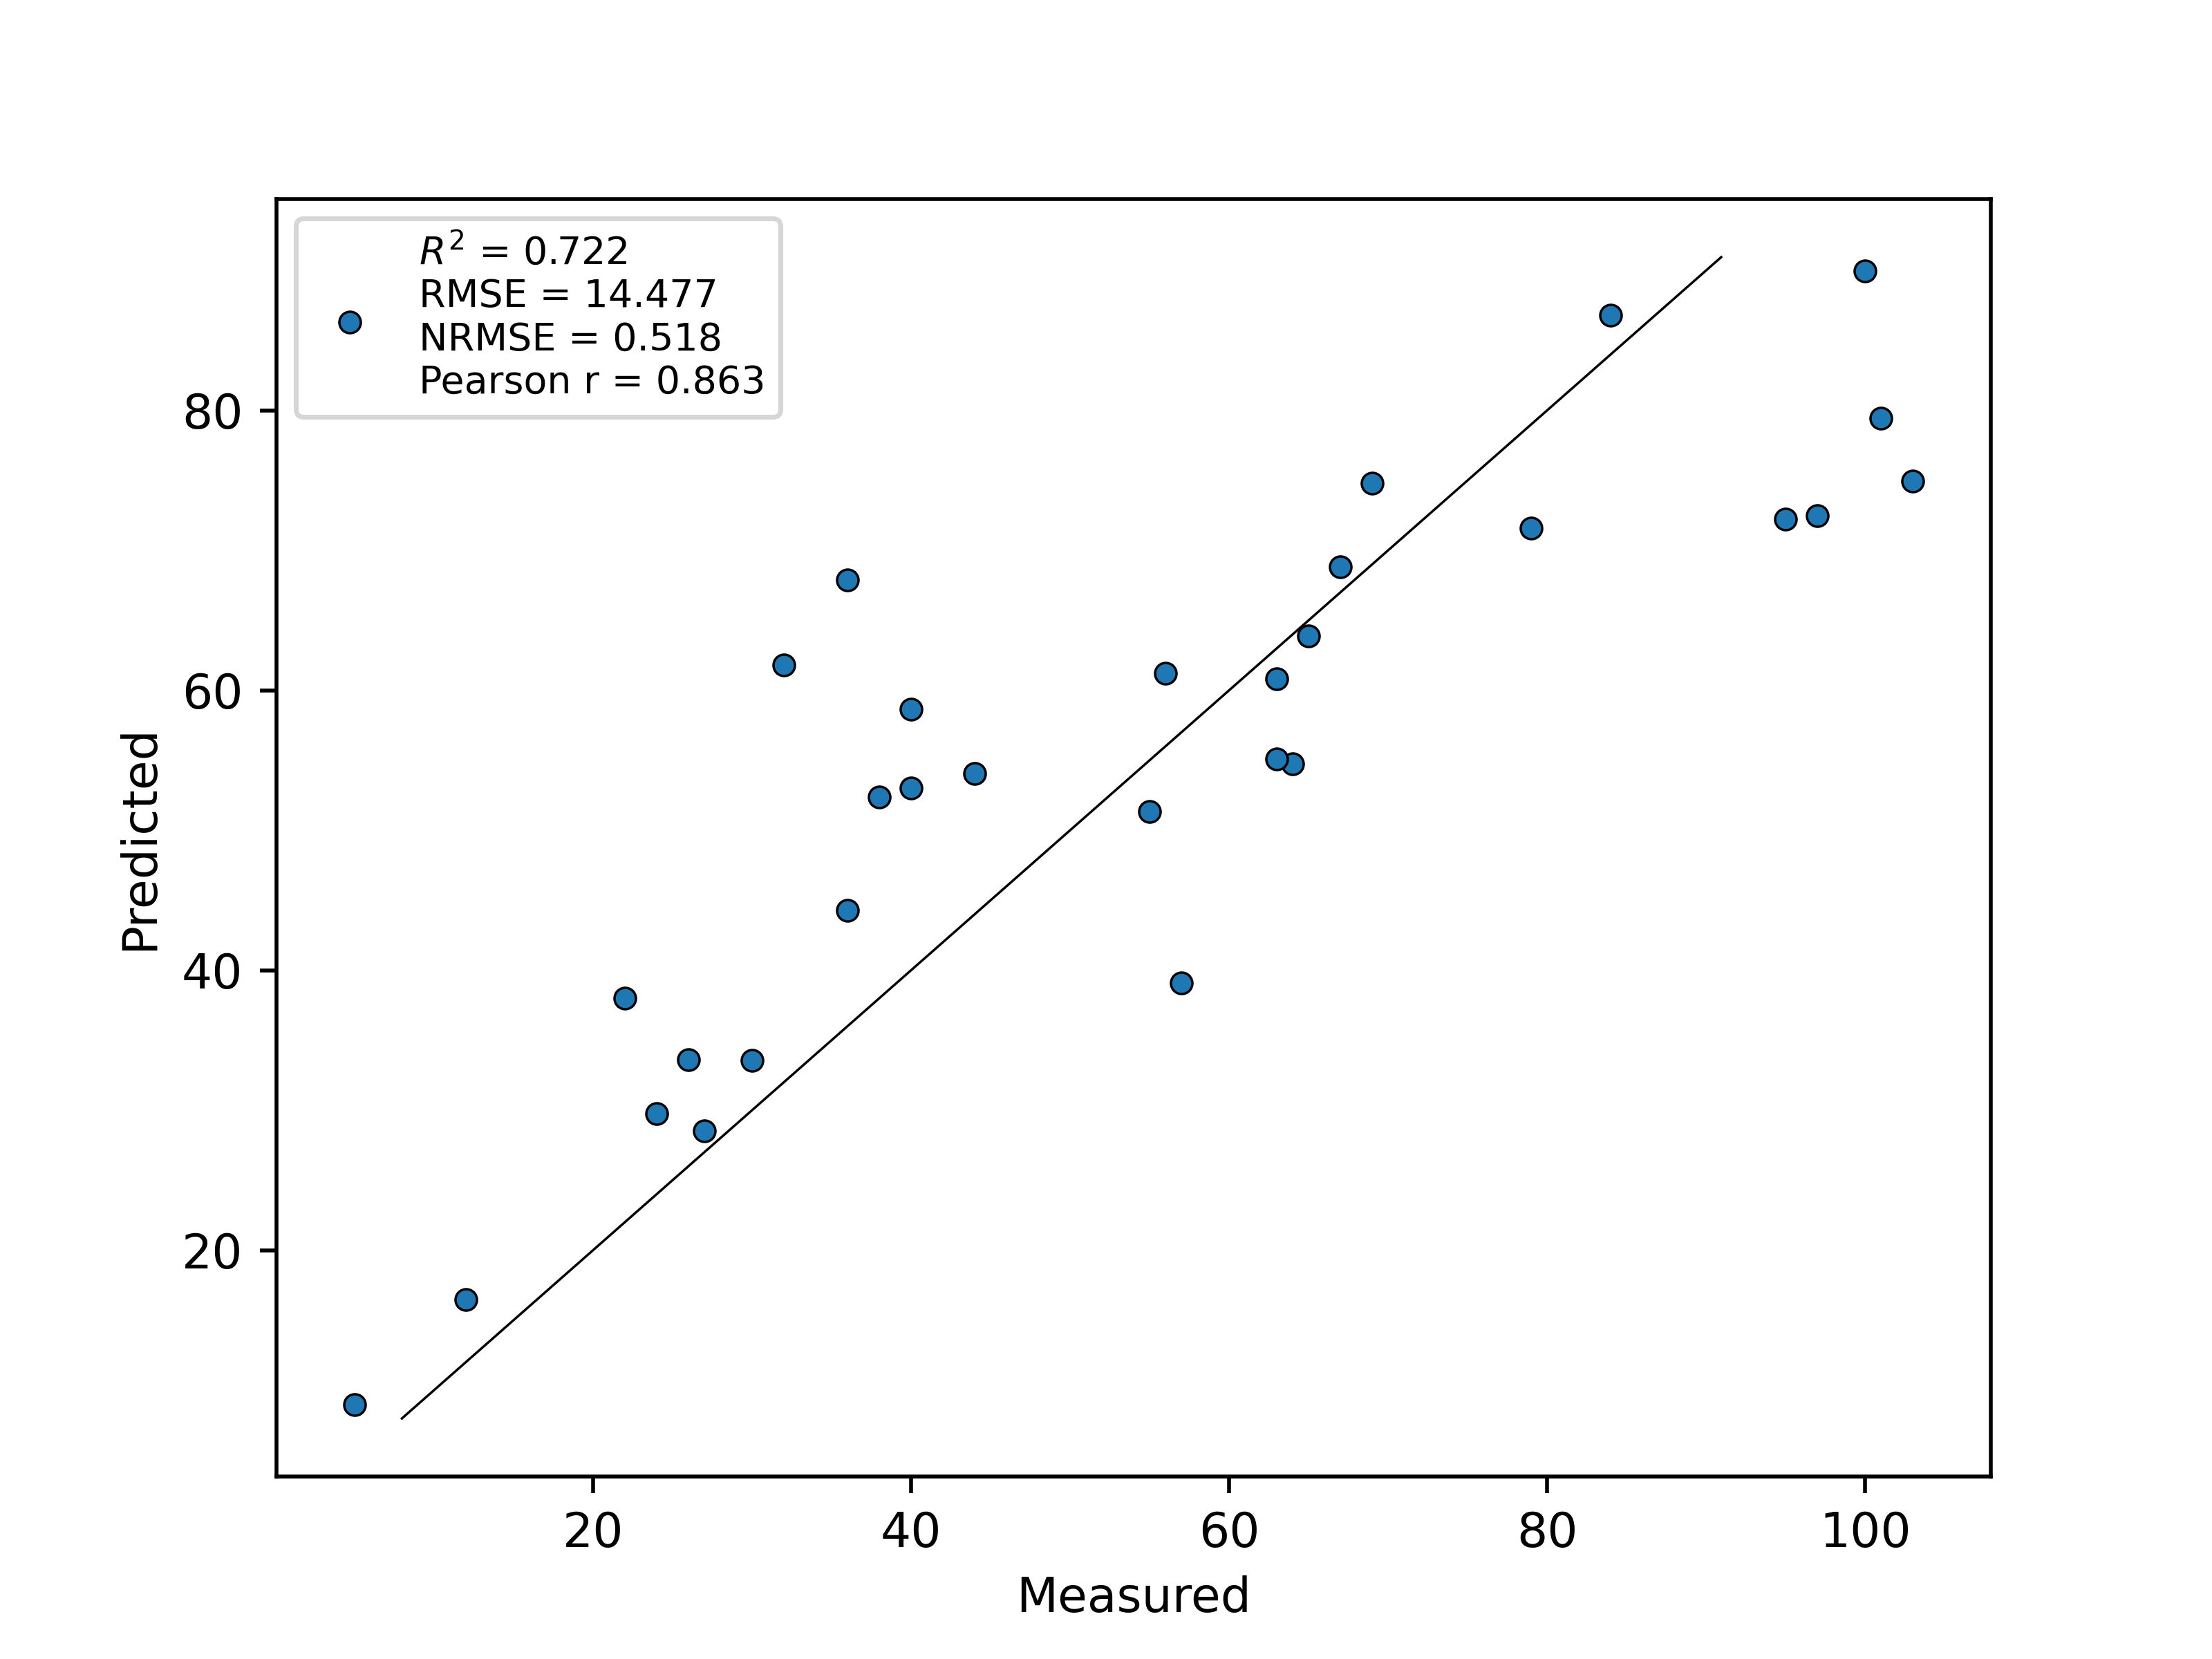 R² = 0.722
RMSE = 14.477
NRMSE = 0.518
Pearson r = 0.863
80
60
40
20
Predicted
20 40 60 80 100
Measured